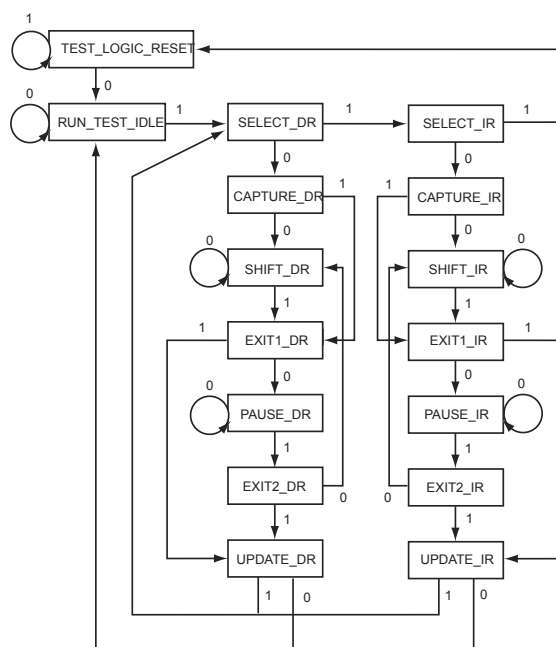 1
TEST_LOGIC_RESET
0
0
RUN_TEST_IDLE
1
SELECT_DR
1
SELECT_IR
1
0
0
CAPTURE_DR
1
1
CAPTURE_IR
0
0
0
SHIFT_DR
SHIFT_IR
0
1
1
1
EXIT1_DR
EXIT1_IR
1
0
0
0
PAUSE_DR
PAUSE_IR
0
1
1
EXIT2_DR
0
0
EXIT2_IR
1
1
UPDATE_DR
UPDATE_IR
1
0
1
0